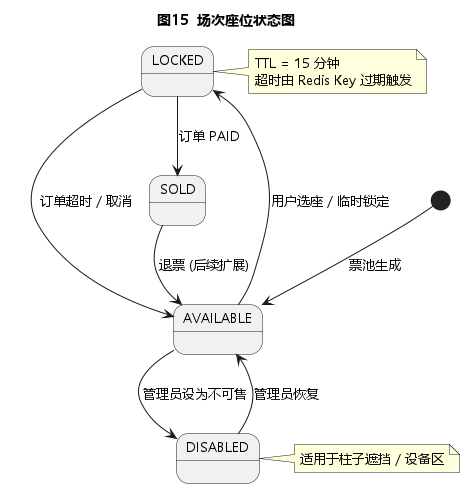 图15  场次座位状态图
LOCKED
TTL = 15 分钟
超时由 Redis Key 过期触发
订单 PAID
SOLD
订单超时 / 取消
用户选座 / 临时锁定
退票 (后续扩展)
票池生成
AVAILABLE
管理员设为不可售
管理员恢复
DISABLED
适用于柱子遮挡 / 设备区